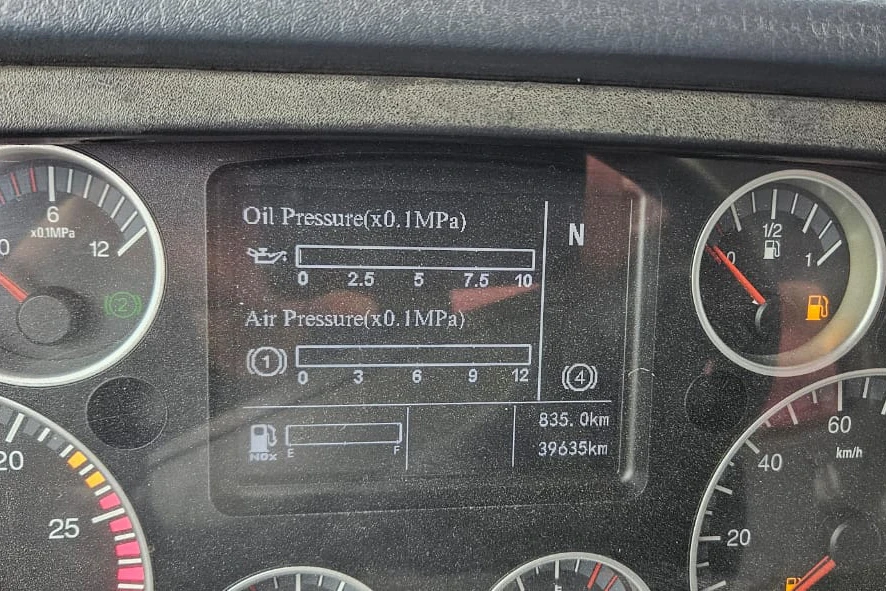 Oil Pressure(x0.1MPa)
0 2.5 5 7.5 10
Air Pressure(x0.1MPa)
1
0 3 6 9 12
N
4
NOx
E F
835.0km
39635km
0 6 12
x0.1MPa
2
20
25
0 1/2 1
20 40 60
km/h